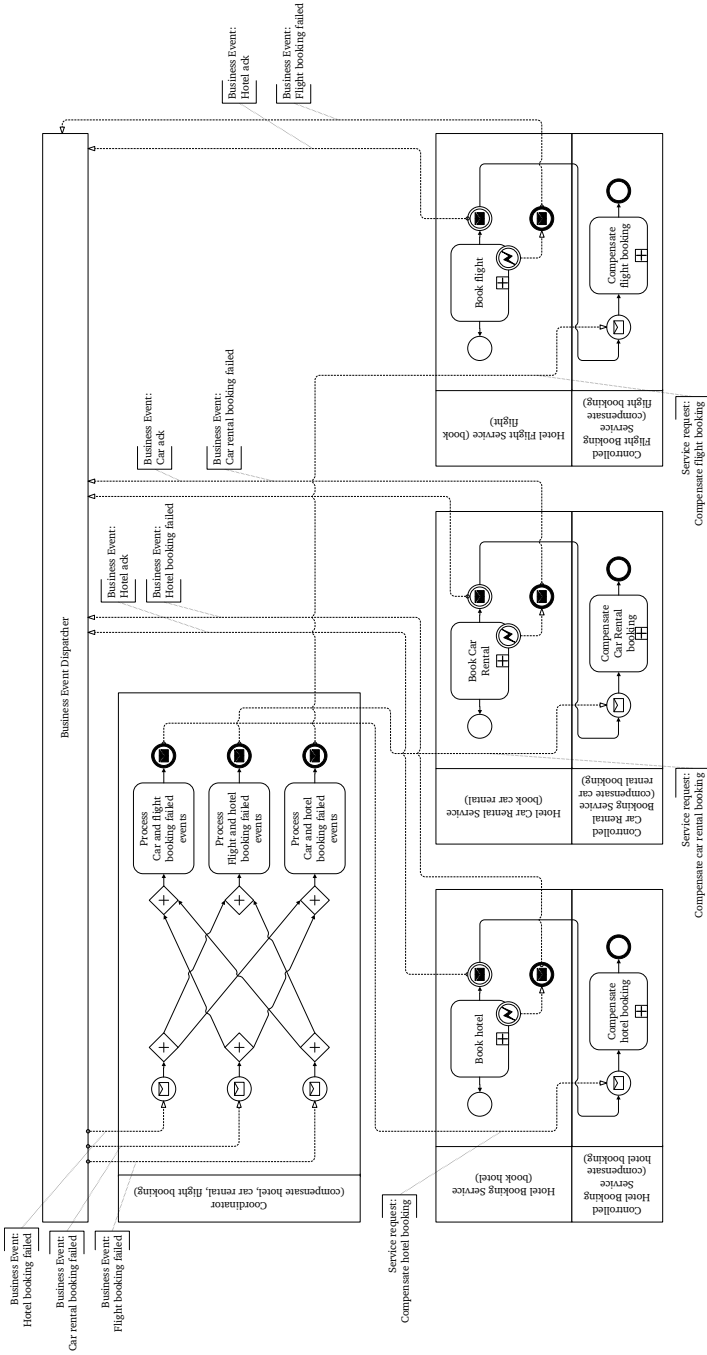 Business Event:
Hotel booking failed
Business Event:
Car rental booking failed
Business Event:
Flight booking failed
Business Event Dispatcher
Business Event:
Hotel ack
Business Event:
Hotel booking failed
Business Event:
Car ack
Business Event:
Car rental booking failed
Business Event:
Hotel ack
Business Event:
Flight booking failed
Coordinator
(compensate hotel, car rental, flight booking)
Process
Car and flight
booking failed
events
Process
Flight and hotel
booking failed
events
Process
Car and hotel
booking failed
events
Service request:
Compensate hotel booking
Hotel Booking Service
(book hotel)
Book hotel
Controlled
Hotel Booking
Service
(compensate
hotel booking)
Compensate
hotel booking
Service request:
Compensate car rental booking
Hotel Car Rental Service
(book car rental)
Book Car
Rental
Controlled
Car Rental
Booking Service
(compensate car
rental booking)
Compensate
Car Rental
booking
Service request:
Compensate flight booking
Hotel Flight Service (book
flight)
Book flight
Controlled
Flight Booking
Service
(compensate
flight booking)
Compensate
flight booking